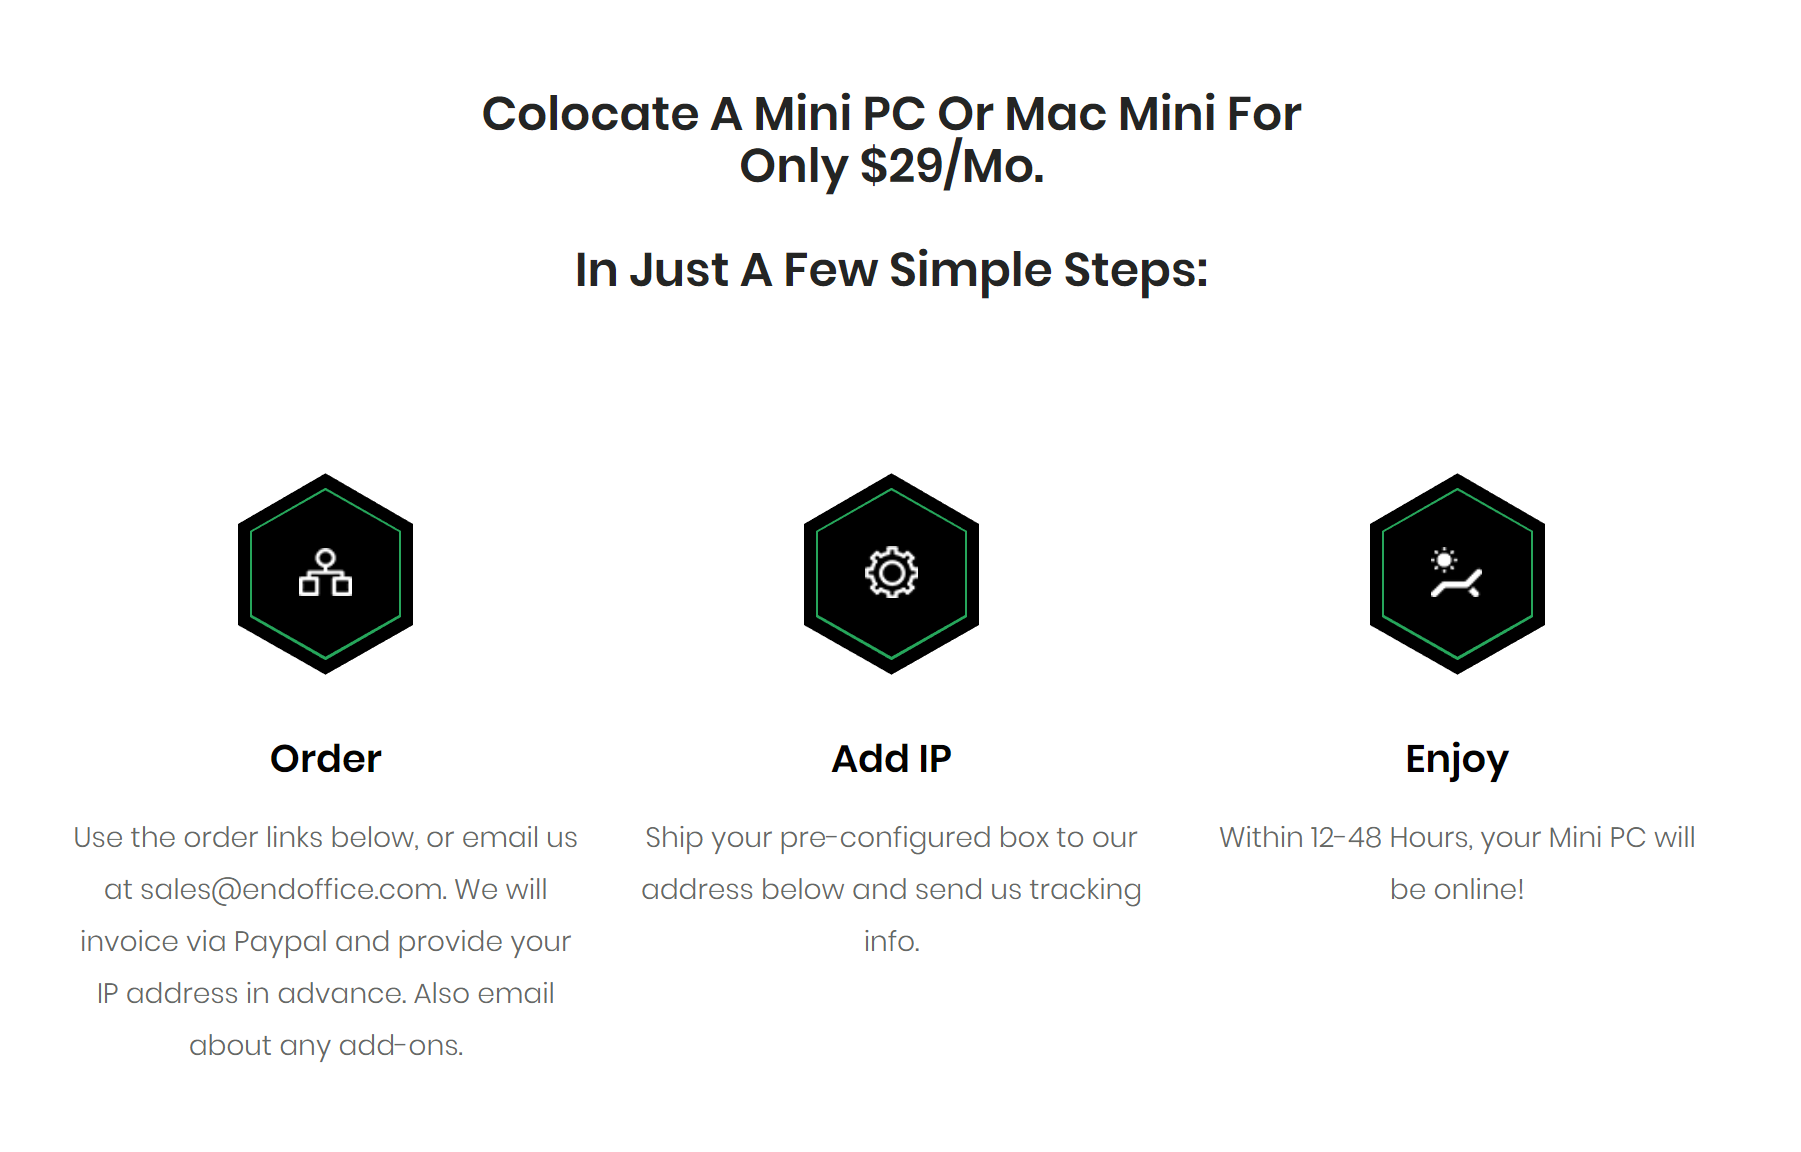 Colocate A Mini PC Or Mac Mini For
Only $29/Mo.
In Just A Few Simple Steps:
Order
Use the order links below, or email us
at sales@endoffice.com. We will
invoice via Paypal and provide your
IP address in advance. Also email
about any add-ons.
Add IP
Ship your pre-configured box to our
address below and send us tracking
info.
Enjoy
Within 12-48 Hours, your Mini PC will
be online!